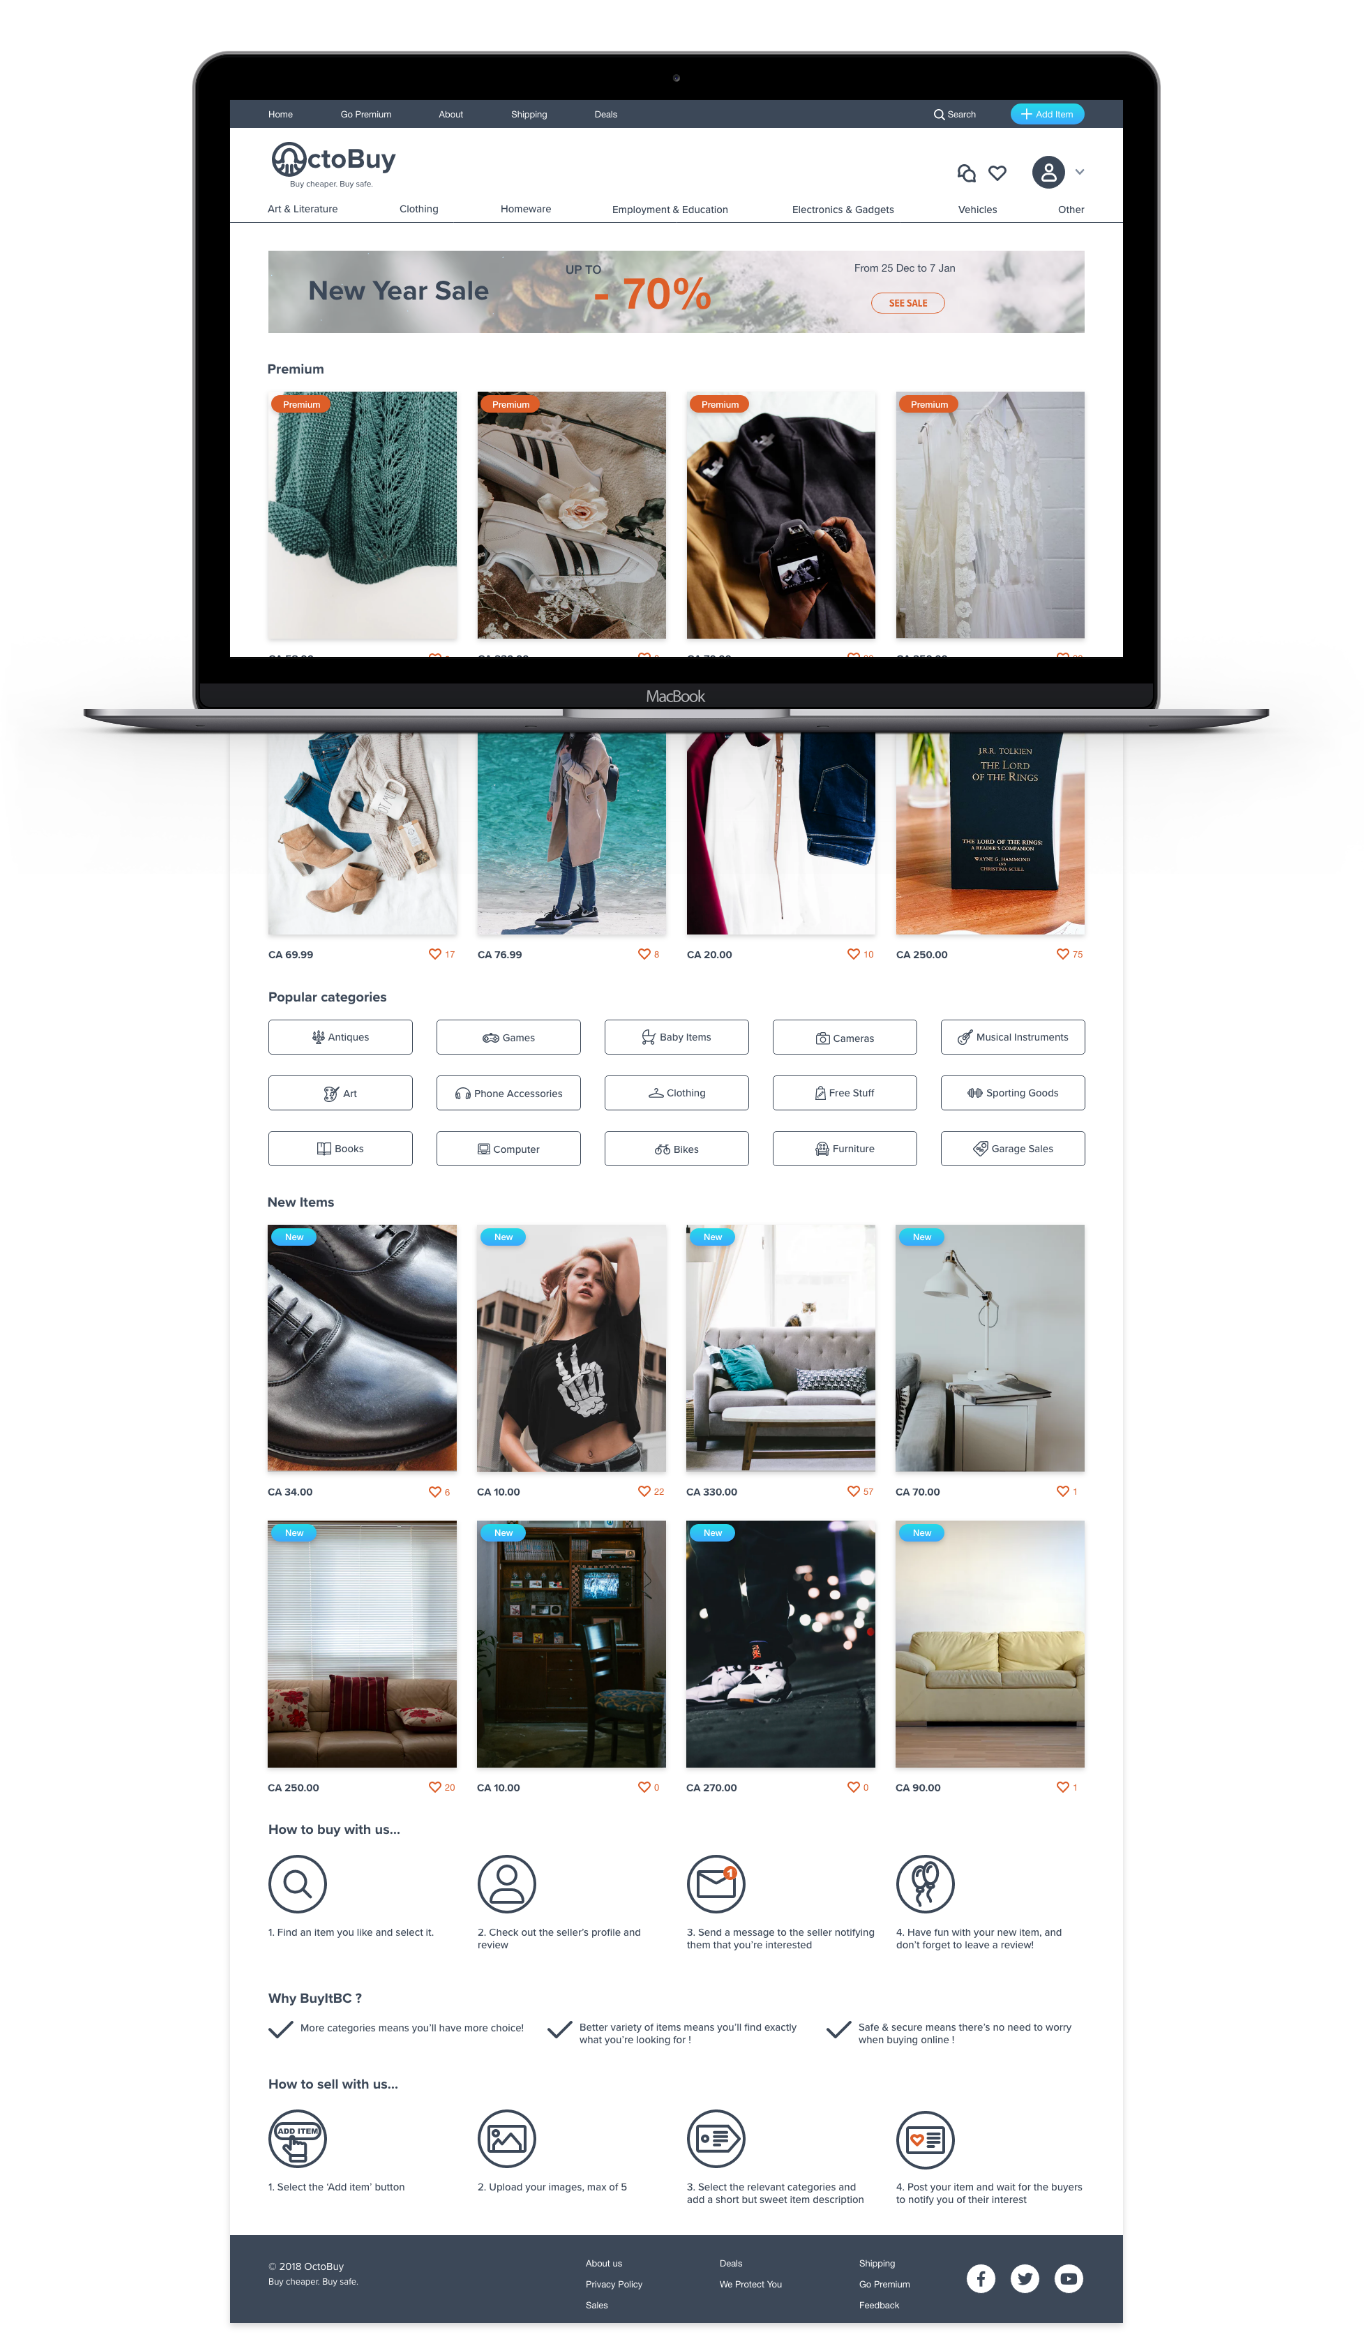 Home Go Premium About Shipping Deals Search Add Item
OctoBuy
Buy cheaper. Buy safe.
Art & Literature Clothing Homeware Employment & Education Electronics & Gadgets Vehicles Other
New Year Sale
UP TO
- 70%
From 25 Dec to 7 Jan
SEE SALE
Premium
Premium Premium Premium Premium
MacBook
J.R.R. TOLKIEN
THE LORD
OF THE RINGS
THE LORD OF THE RINGS:
A READER'S COMPANION
WAYNE G. HAMMOND
AND
CHRISTINA SCULL
CA 69.99 17 CA 76.99 8 CA 20.00 10 CA 250.00 75
Popular categories
Antiques Games Baby Items Cameras Musical Instruments
Art Phone Accessories Clothing Free Stuff Sporting Goods
Books Computer Bikes Furniture Garage Sales
New Items
New New New New
CA 34.00 6 CA 10.00 22 CA 330.00 57 CA 70.00 1
New New New New
CA 250.00 20 CA 10.00 0 CA 270.00 0 CA 90.00 1
How to buy with us...
1
1. Find an item you like and select it.
2. Check out the seller's profile and
review
3. Send a message to the seller notifying
them that you're interested
4. Have fun with your new item, and
don't forget to leave a review!
Why BuyItBC ?
More categories means you'll have more choice!
Better variety of items means you'll find exactly
what you're looking for !
Safe & secure means there's no need to worry
when buying online !
How to sell with us...
ADD ITEM
1. Select the 'Add item' button
2. Upload your images, max of 5
3. Select the relevant categories and
add a short but sweet item description
4. Post your item and wait for the buyers
to notify you of their interest
© 2018 OctoBuy
Buy cheaper. Buy safe.
About us Deals Shipping
Privacy Policy We Protect You Go Premium
Sales Feedback